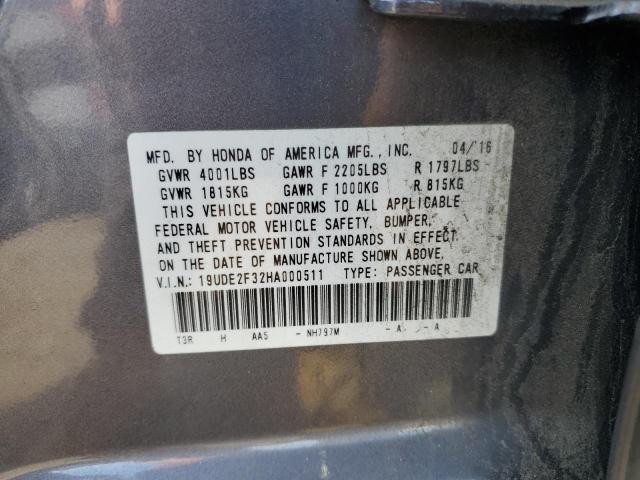 MFD. BY HONDA OF AMERICA MFG., INC. 04/'16
GVWR 4001LBS GAWR F 2205LBS R 1797LBS
GVWR 1815KG GAWR F 1000KG R 815KG
THIS VEHICLE CONFORMS TO ALL APPLICABLE
FEDERAL MOTOR VEHICLE SAFETY, BUMPER,
AND THEFT PREVENTION STANDARDS IN EFFECT
ON THE DATE OF MANUFACTURE SHOWN ABOVE.
V.I.N.: 19UDE2F32HA000511 TYPE: PASSENGER CAR
T3R H AA5 - NH797M - A - A